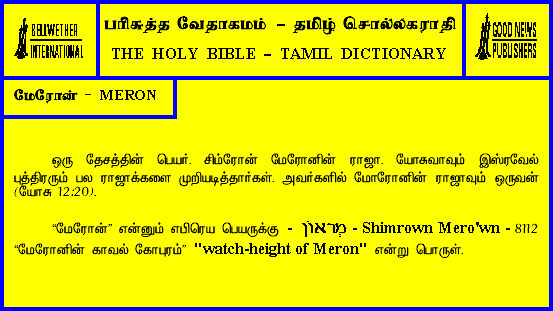 BELLWETHER
INTERNATIONAL
பரிசுத்த வேதாகமம் - தமிழ் சொல்லகராதி
THE HOLY BIBLE - TAMIL DICTIONARY
GOOD NEWS
PUBLISHERS
மேரோன் - MERON
ஒரு தேசத்தின் பெயர். சிம்ரோன் மேரோனின் ராஜா. யோசுவாவும் இஸ்ரவேல்
புத்திரரும் பல ராஜாக்களை முறியடித்தார்கள். அவர்களில் மோரோனின் ராஜாவும் ஒருவன்
(யோசு 12:20).
“மேரோன்” என்னும் எபிரெய பெயருக்கு - מְראוֹן - Shimrown Mero'wn - 8112
“மேரோனின் காவல் கோபுரம்” "watch-height of Meron" என்று பொருள்.